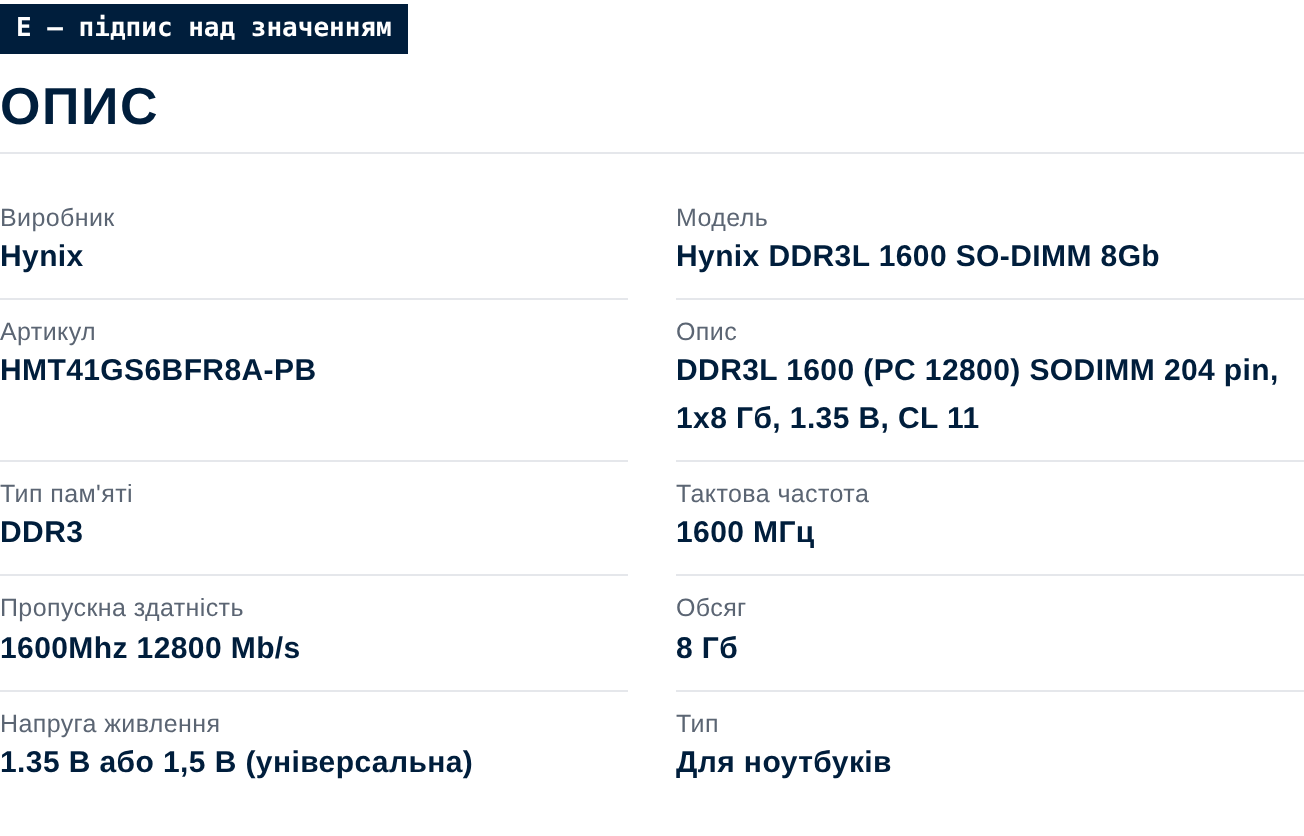 E — підпис над значенням
ОПИС
Виробник
Hynix
Модель
Hynix DDR3L 1600 SO-DIMM 8Gb
Артикул
HMT41GS6BFR8A-PB
Опис
DDR3L 1600 (PC 12800) SODIMM 204 pin,
1x8 Гб, 1.35 В, CL 11
Тип пам'яті
DDR3
Тактова частота
1600 МГц
Пропускна здатність
1600Mhz 12800 Mb/s
Обсяг
8 Гб
Напруга живлення
1.35 В або 1,5 В (універсальна)
Тип
Для ноутбуків